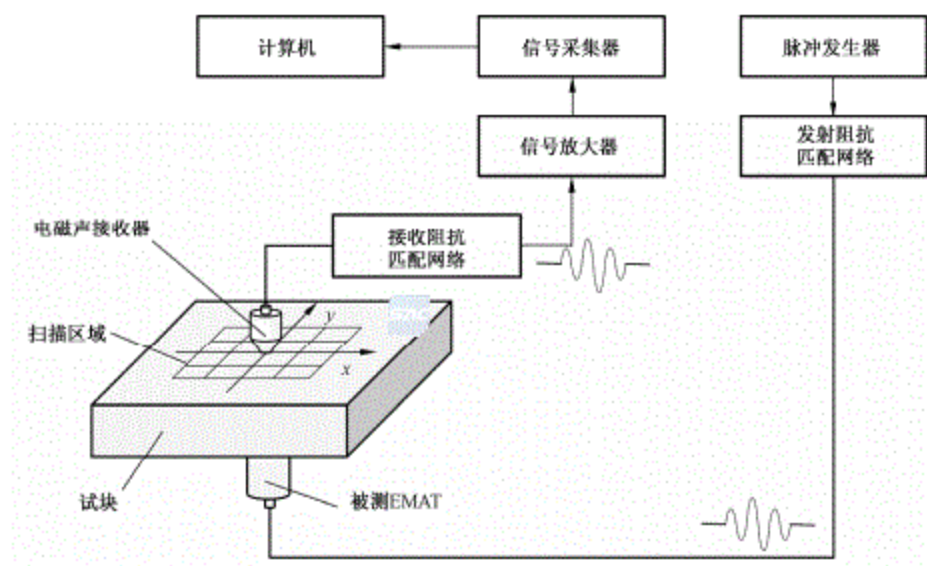 计算机
信号采集器
脉冲发生器
信号放大器
发射阻抗
匹配网络
电磁声接收器
接收阻抗
匹配网络
扫描区域
y
x
试块
被测EMAT
SAC